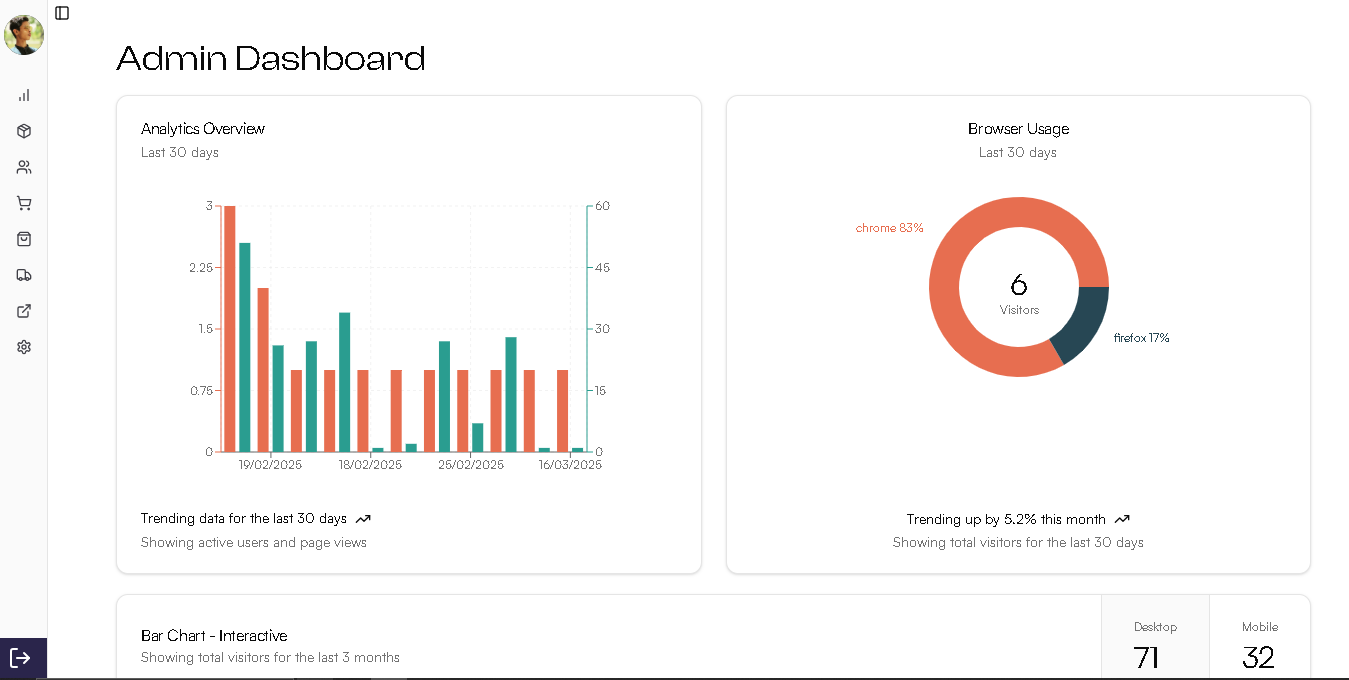 Admin Dashboard
Analytics Overview
Last 30 days
3
2.25
1.5
0.75
0
60
45
30
15
0
19/02/2025 18/02/2025 25/02/2025 16/03/2025
Trending data for the last 30 days
Showing active users and page views
Browser Usage
Last 30 days
chrome 83%
6
Visitors
firefox 17%
Trending up by 5.2% this month
Showing total visitors for the last 30 days
Bar Chart - Interactive
Showing total visitors for the last 3 months
Desktop
71
Mobile
32